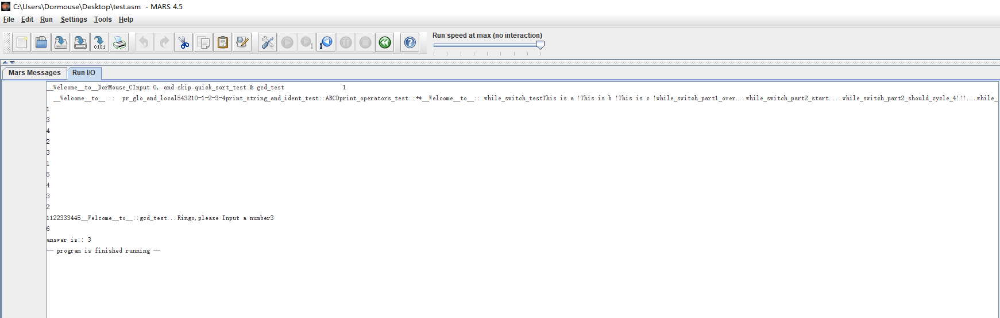 C:\Users\Dormouse\Desktop\test.asm - MARS 4.5
File Edit Run Settings Tools Help
Run speed at max (no interaction)
0101
1
1
Mars Messages Run I/O
__Welcome__to__DorMouse_CInput 0, and skip quick_sort_test & gcd_test 1
__Welcome__to__ :: pr_glo_and_local543210-1-2-3-4print_string_and_ident_test::ABCDprint_operators_test::+*__Welcome__to__:: while_switch_testThis is a !This is b !This is c !while_switch_part1_over...while_switch_part2_start....while_switch_part2_should_cycle_4!!!...while_
1
3
4
2
3
1
5
4
3
2
1122333445__Welcome__to__::gcd_test...Ringo,please Input a number3
6
answer is:: 3
-- program is finished running --